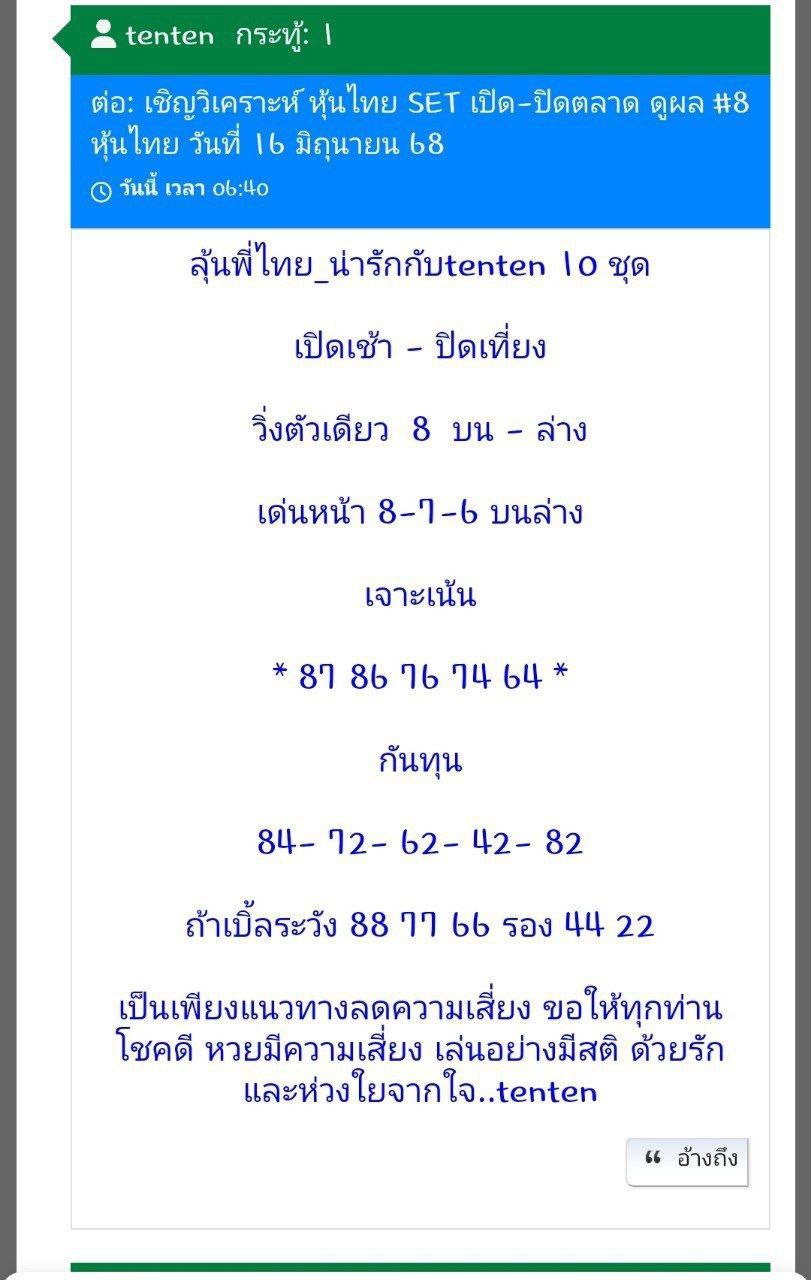 tenten กระทู้: 1
ต่อ: เชิญวิเคราะห์ หุ้นไทย SET เปิด-ปิดตลาด ดูผล #8
หุ้นไทย วันที่ 16 มิถุนายน 68
วันนี้ เวลา 06:40
ลุ้นพี่ไทย_น่ารักกับtenten 10 ชุด
เปิดเช้า - ปิดเที่ยง
วิ่งตัวเดียว 8 บน - ล่าง
เด่นหน้า 8-7-6 บนล่าง
เจาะเน้น
* 87 86 76 74 64 *
กันทุน
84- 72- 62- 42- 82
ถ้าเบิ้ลระวัง 88 77 66 รอง 44 22
เป็นเพียงแนวทางลดความเสี่ยง ขอให้ทุกท่าน
โชคดี หวยมีความเสี่ยง เล่นอย่างมีสติ ด้วยรัก
และห่วงใยจากใจ..tenten
“ อ้างถึง